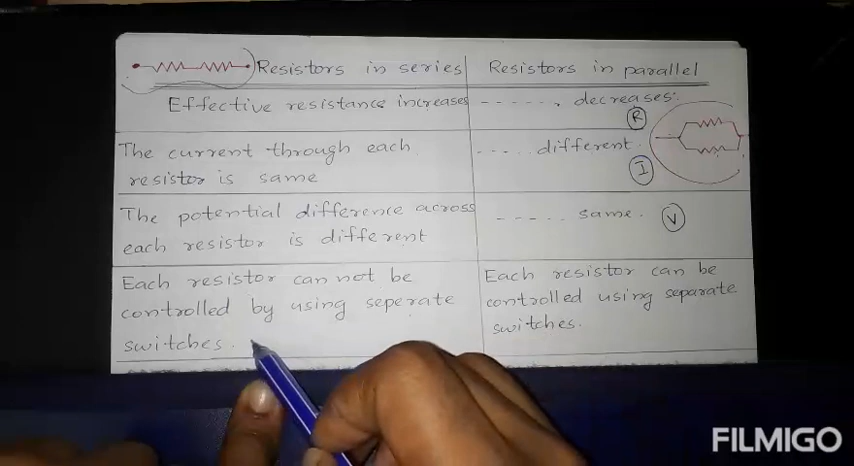 Resistors in series
Resistors in parallel
Effective resistance increases
------, decreases:
R
The current through each
resistor is same
----- different.
I
The potential difference across
each resistor is different
----- same.
V
Each resistor can not be
controlled by using seperate
switches.
Each resistor can be
controlled using separate
switches.
FILMIGO